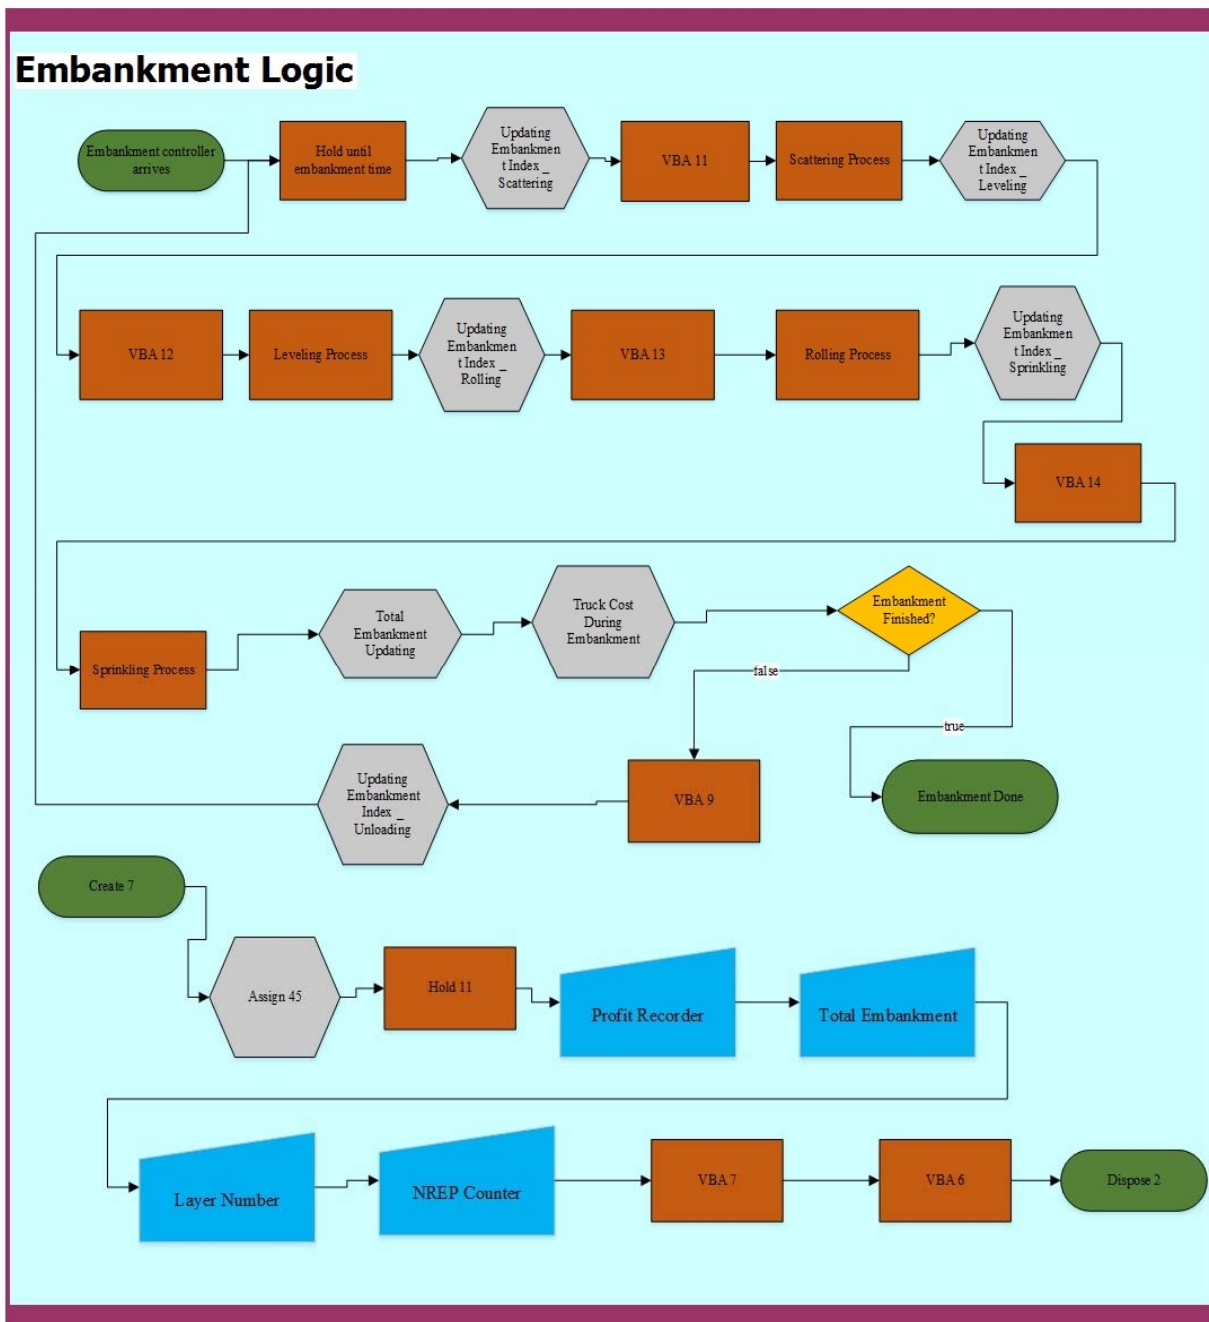 Embankment Logic
Embankment controller
arrives
Hold until
embankment time
Updating
Embankmen
t Index _
Scattering
VBA 11
Scattering Process
Updating
Embankmen
t Index _
Leveling
VBA 12
Leveling Process
Updating
Embankmen
t Index _
Rolling
VBA 13
Rolling Process
Updating
Embankmen
t Index _
Sprinkling
VBA 14
Sprinkling Process
Total
Embankment
Updating
Truck Cost
During
Embankment
Embankment
Finished?
false
true
Updating
Embankment
Index _
Unloading
VBA 9
Embankment Done
Create 7
Assign 45
Hold 11
Profit Recorder
Total Embankment
Layer Number
NREP Counter
VBA 7
VBA 6
Dispose 2